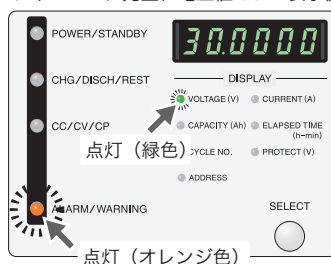 POWER/STANDBY
30.0000
DISPLAY
CHG/DISCH/REST
VOLTAGE (V)
CURRENT (A)
CC/CV/CP
CAPACITY (Ah)
ELAPSED TIME
(h-min)
点灯（緑色）
CYCLE NO.
PROTECT (V)
ADDRESS
ALARM/WARNING
SELECT
点灯（オレンジ色）